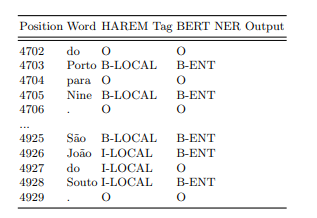 Position Word HAREM Tag BERT NER Output
4702 do O O
4703 Porto B-LOCAL B-ENT
4704 para O O
4705 Nine B-LOCAL B-ENT
4706 . O O
...
4925 São B-LOCAL B-ENT
4926 João I-LOCAL B-ENT
4927 do I-LOCAL O
4928 Souto I-LOCAL B-ENT
4929 . O O